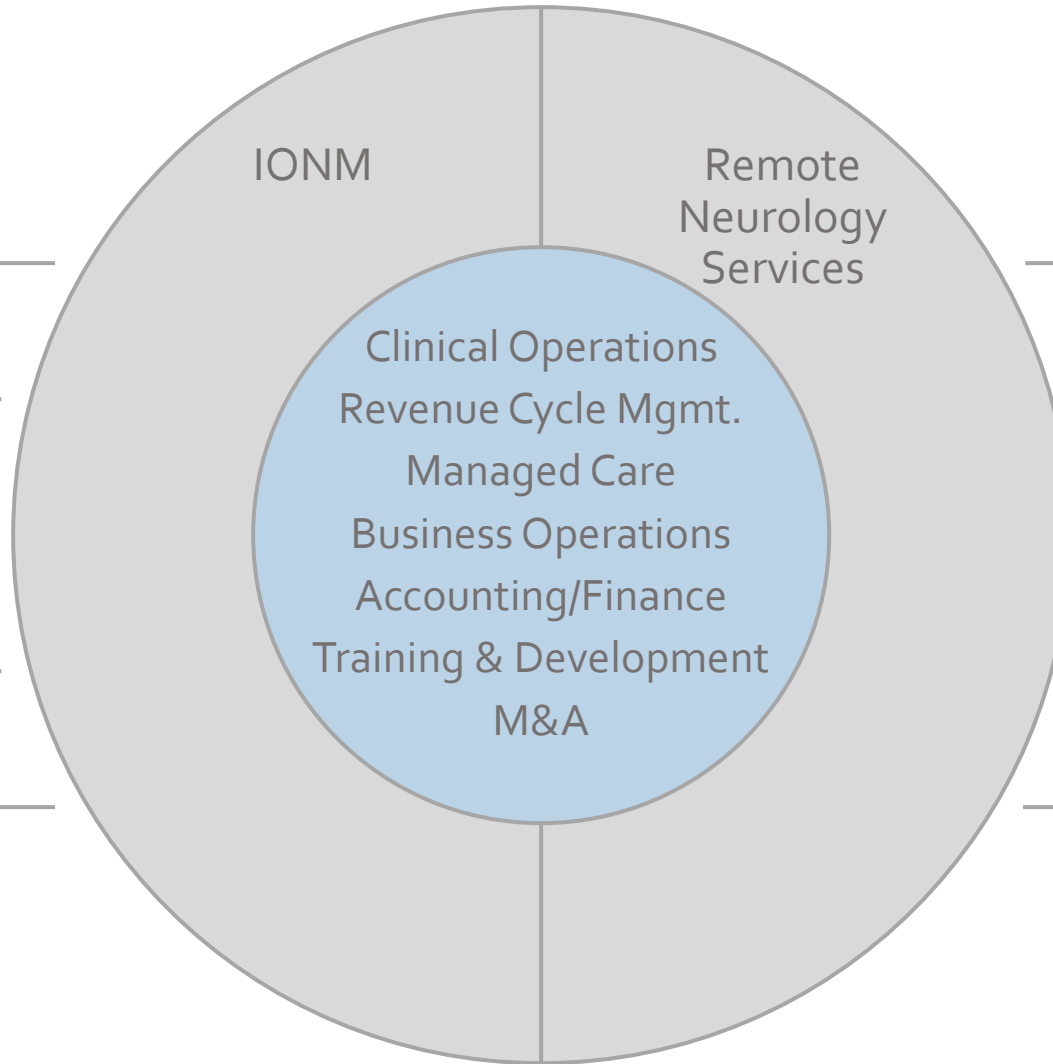 IONM
Remote
Neurology
Services
Clinical Operations
Revenue Cycle Mgmt.
Managed Care
Business Operations
Accounting/Finance
Training & Development
M&A